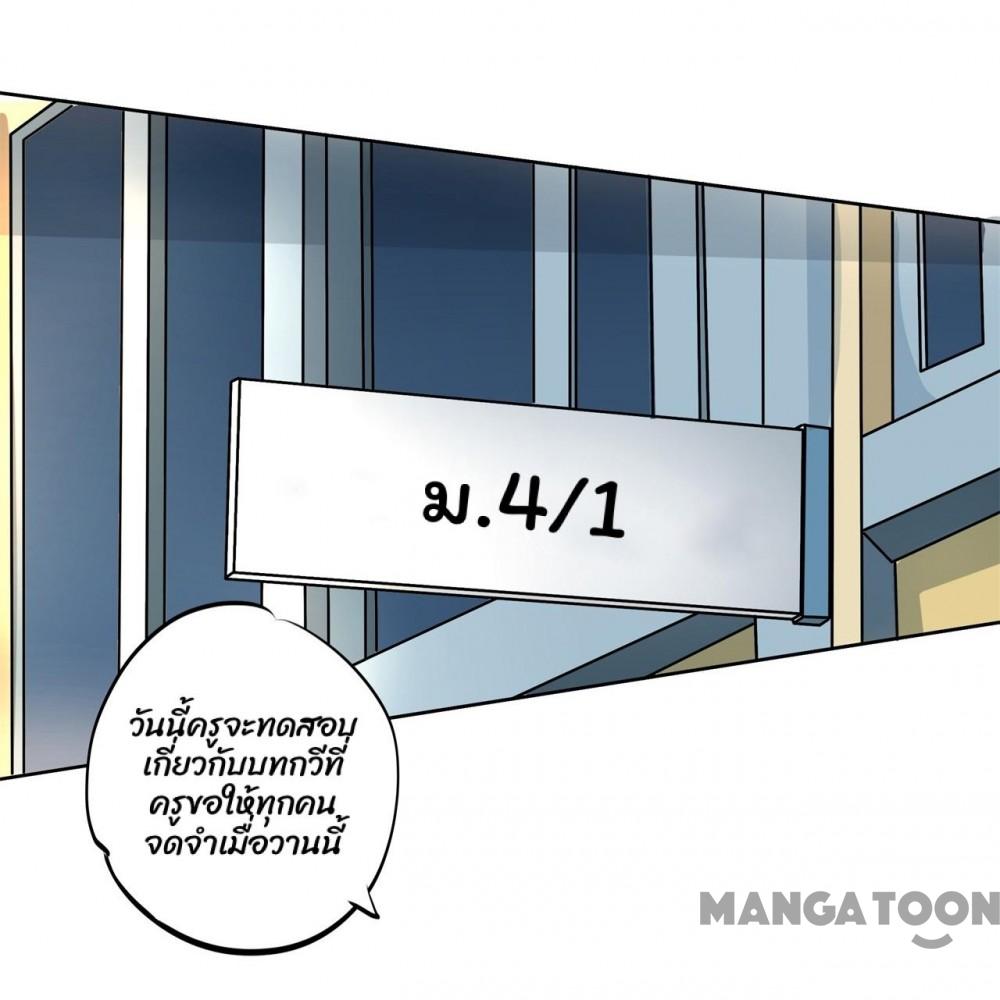 ม.4/1
วันนี้ครูจะทดสอบ
เกี่ยวกับบทกวีที่
ครูขอให้ทุกคน
จดจำเมื่อวานนี้
MANGATOON